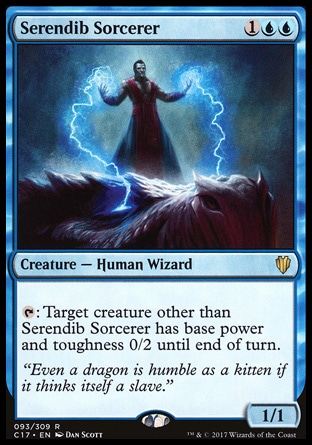 Serendib Sorcerer 1
Creature — Human Wizard
: Target creature other than
Serendib Sorcerer has base power
and toughness 0/2 until end of turn.
“Even a dragon is humble as a kitten if
it thinks itself a slave.”
1/1
093/309 R
C17 • EN Dan Scott
™ & © 2017 Wizards of the Coast